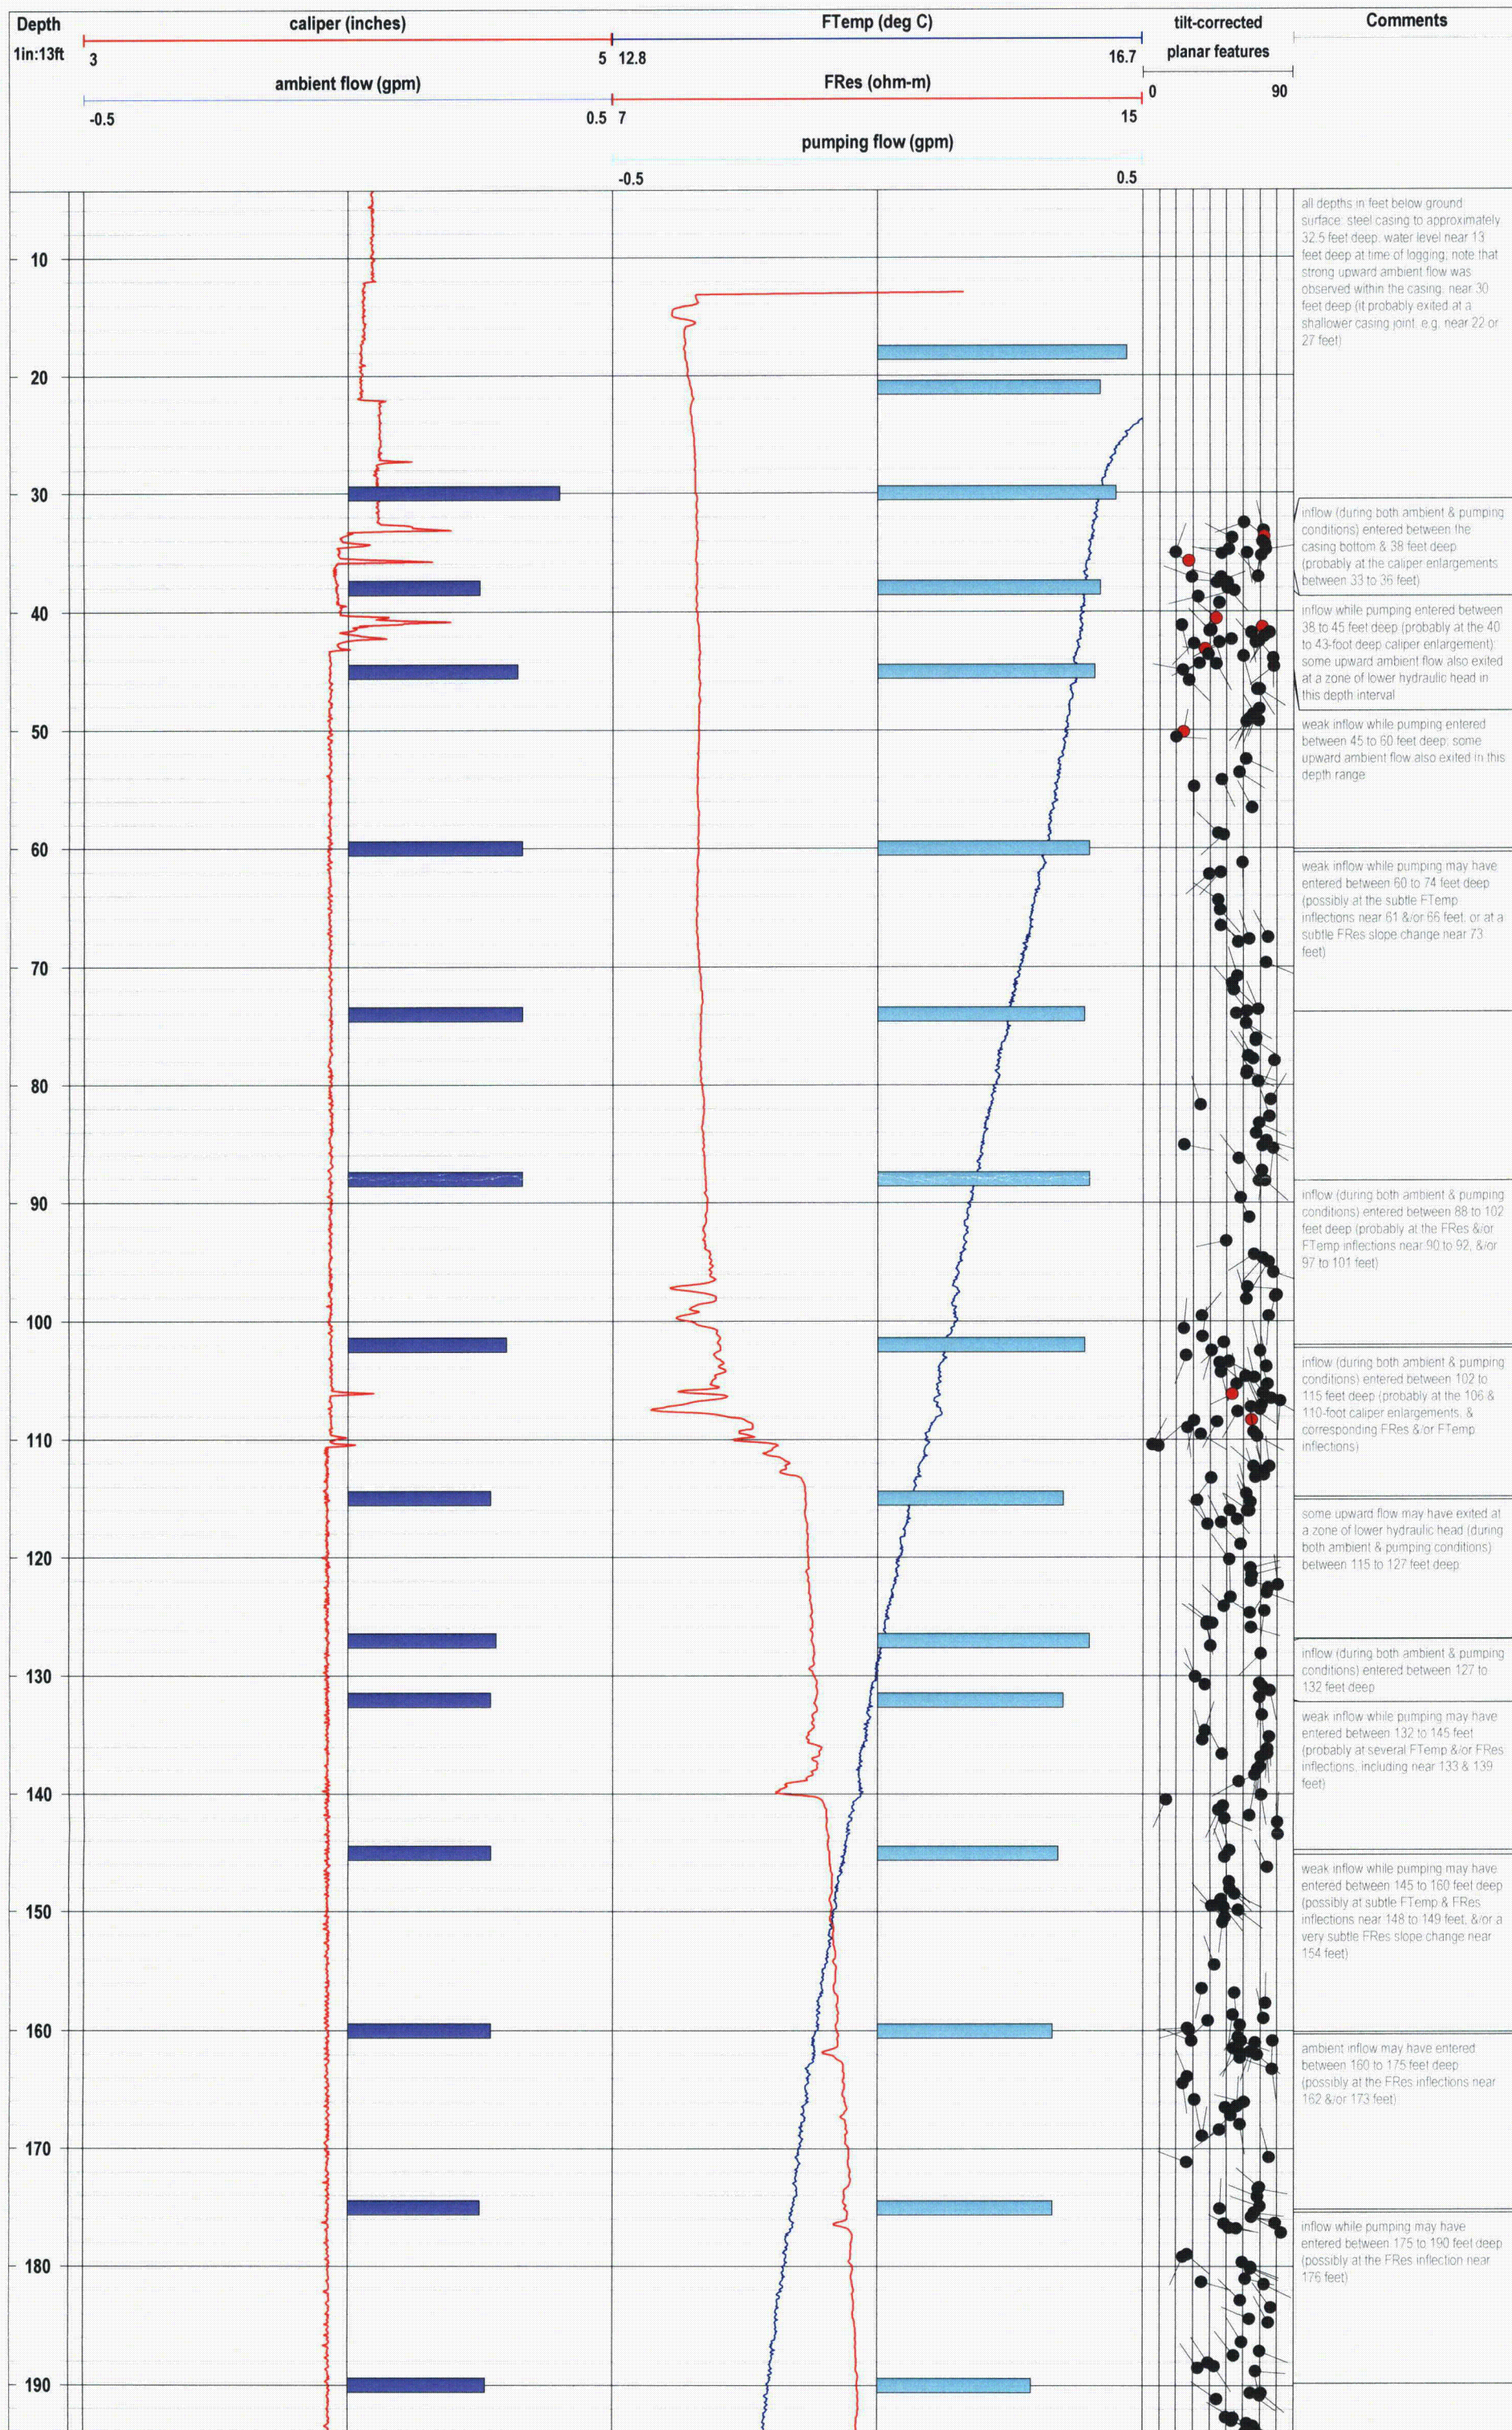 Depth
caliper (inches)
FTemp (deg C)
tilt-corrected
Comments
1in:13ft
3
5
12.8
16.7
planar features
ambient flow (gpm)
FRes (ohm-m)
0
90
-0.5
0.5
7
15
pumping flow (gpm)
-0.5
0.5
all depths in feet below ground
surface: steel casing to approximately
32.5 feet deep; water level near 13
feet deep at time of logging; note that
strong upward ambient flow was
observed within the casing, near 30
feet deep (it probably exited at a
shallower casing joint, e.g. near 22 or
27 feet)
10
20
30
inflow (during both ambient & pumping
conditions) entered between the
casing bottom & 38 feet deep
(probably at the caliper enlargements
between 33 to 36 feet)
40
inflow while pumping entered between
38 to 45 feet deep (probably at the 40
to 43-foot deep caliper enlargement);
some upward ambient flow also exited
at a zone of lower hydraulic head in
this depth interval
50
weak inflow while pumping entered
between 45 to 60 feet deep; some
upward ambient flow also exited in this
depth range
60
weak inflow while pumping may have
entered between 60 to 74 feet deep
(possibly at the subtle FTemp
inflections near 61 &/or 66 feet, or at a
subtle FRes slope change near 73
feet)
70
80
90
inflow (during both ambient & pumping
conditions) entered between 88 to 102
feet deep (probably at the FRes &/or
FTemp inflections near 90 to 92, &/or
97 to 101 feet)
100
inflow (during both ambient & pumping
conditions) entered between 102 to
115 feet deep (probably at the 106 &
110-foot caliper enlargements, &
corresponding FRes &/or FTemp
inflections)
110
some upward flow may have exited at
a zone of lower hydraulic head (during
both ambient & pumping conditions)
between 115 to 127 feet deep
120
130
inflow (during both ambient & pumping
conditions) entered between 127 to
132 feet deep
weak inflow while pumping may have
entered between 132 to 145 feet
(probably at several FTemp &/or FRes
inflections, including near 133 & 139
feet)
140
weak inflow while pumping may have
entered between 145 to 160 feet deep
(possibly at subtle FTemp & FRes
inflections near 148 to 149 feet, &/or a
very subtle FRes slope change near
154 feet)
150
160
ambient inflow may have entered
between 160 to 175 feet deep
(possibly at the FRes inflections near
162 &/or 173 feet)
170
inflow while pumping may have
entered between 175 to 190 feet deep
(possibly at the FRes inflection near
176 feet)
180
190